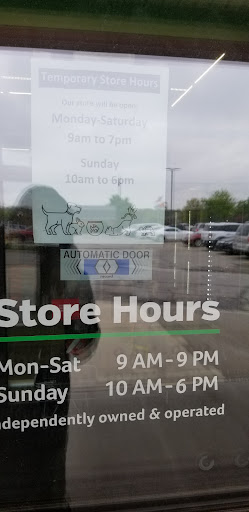 Temporary Store Hours
Our store will be open:
Monday-Saturday
9am to 7pm
Sunday
10am to 6pm
AUTOMATIC DOOR
Store Hours
Mon-Sat 9 AM - 9 PM
Sunday 10 AM - 6 PM
ndependently owned & operated